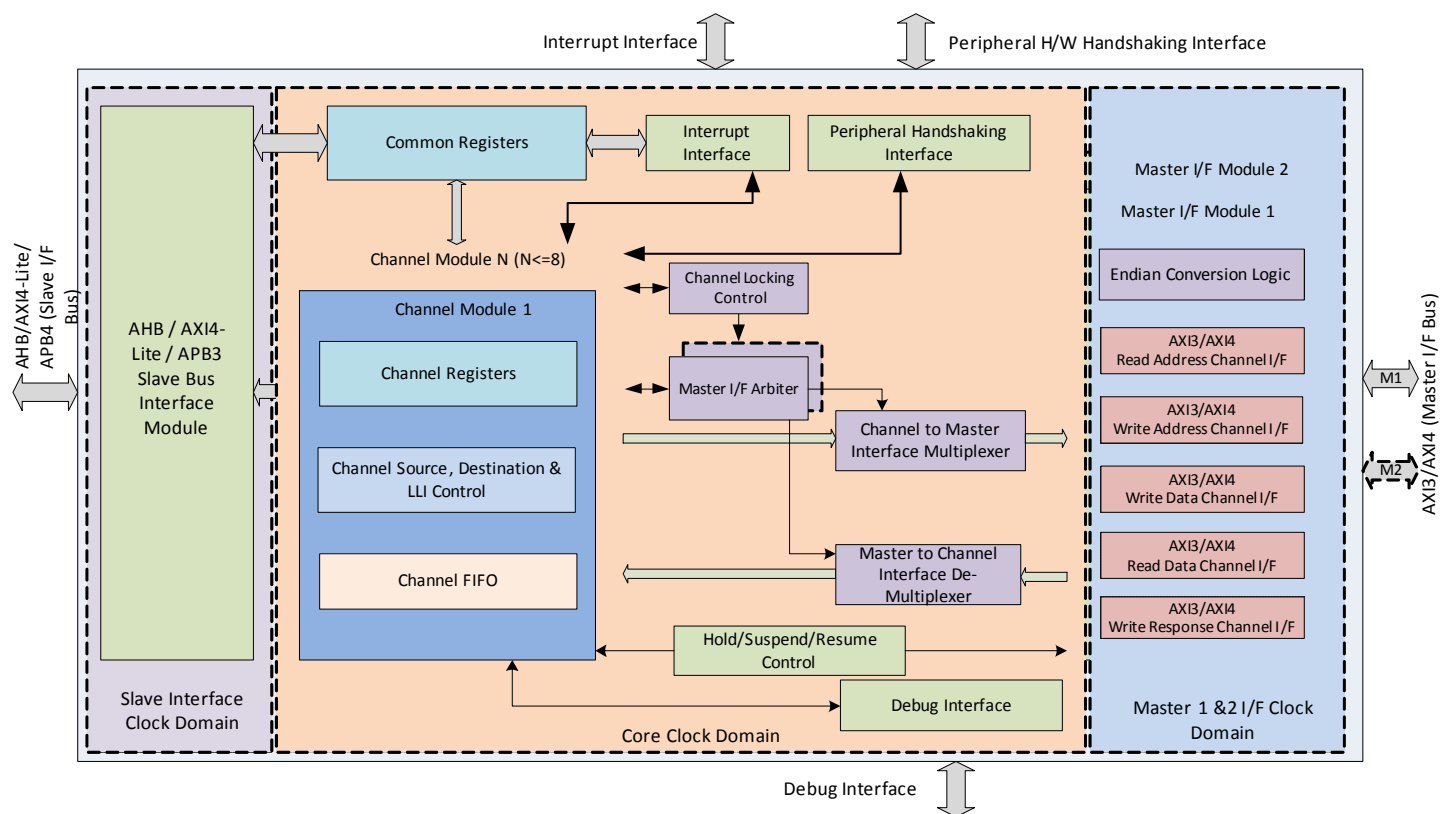 Interrupt Interface
Peripheral H/W Handshaking Interface
Common Registers
Interrupt
Interface
Peripheral Handshaking
Interface
Master I/F Module 2
Master I/F Module 1
Channel Module N (N<=8)
Channel Locking
Control
Endian Conversion Logic
AHB/AXI4-Lite/
APB4 (Slave I/F
Bus)
AHB / AXI4-
Lite / APB3
Slave Bus
Interface
Module
Channel Module 1
Channel Registers
Master I/F Arbiter
AXI3/AXI4
Read Address Channel I/F
M1
AXI3/AXI4
Write Address Channel I/F
Channel to Master
Interface Multiplexer
M2
AXI3/AXI4 (Master I/F Bus)
Channel Source, Destination &
LLI Control
AXI3/AXI4
Write Data Channel I/F
Channel FIFO
Master to Channel
Interface De-
Multiplexer
AXI3/AXI4
Read Data Channel I/F
AXI3/AXI4
Write Response Channel I/F
Hold/Suspend/Resume
Control
Debug Interface
Slave Interface
Clock Domain
Core Clock Domain
Master 1 &2 I/F Clock
Domain
Debug Interface